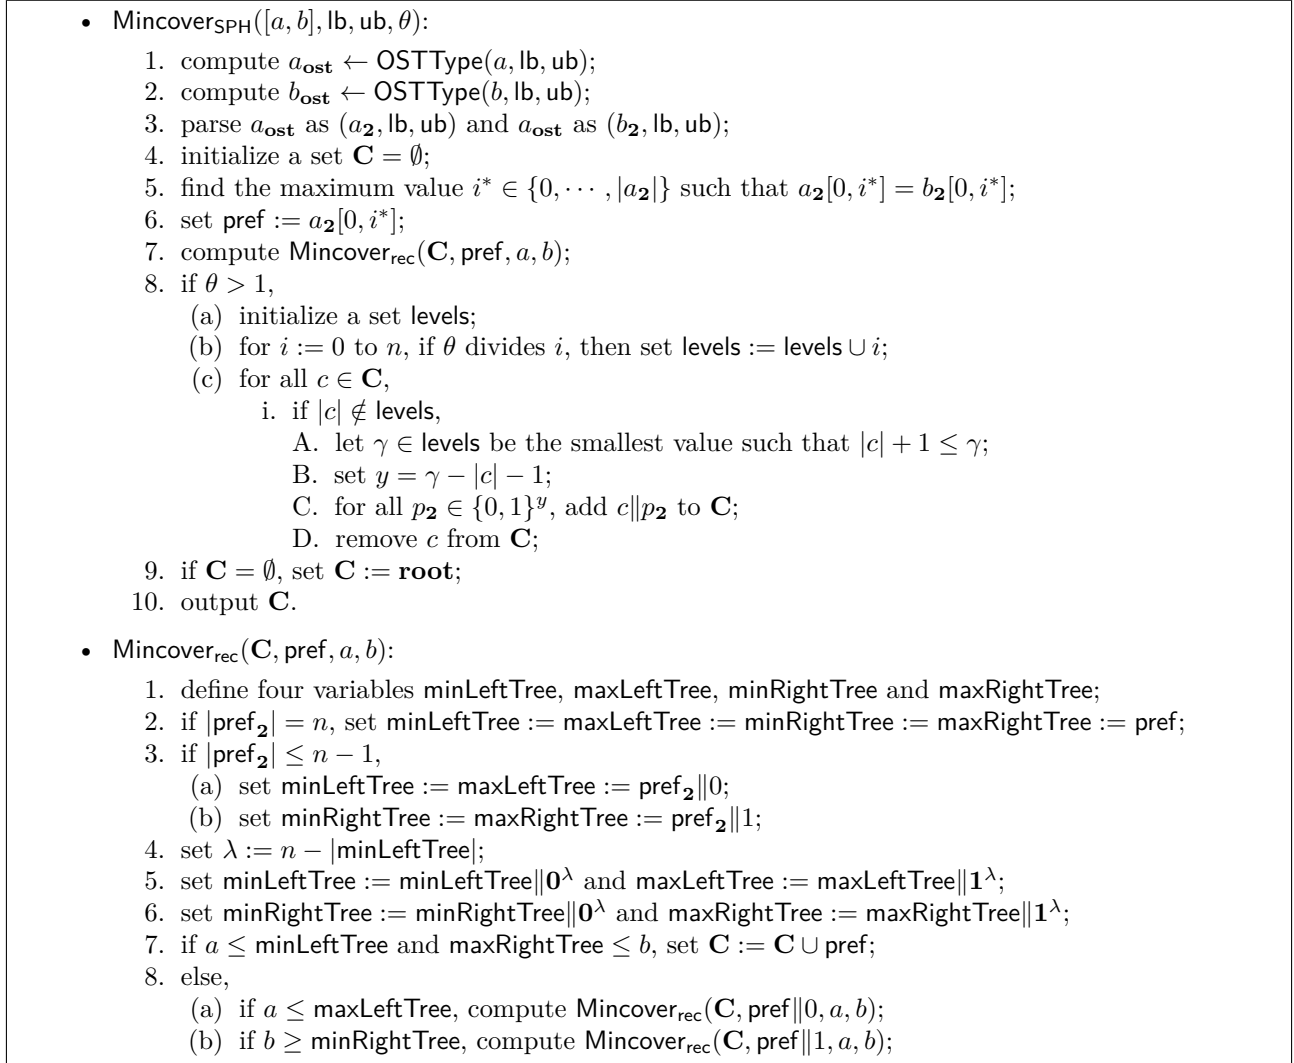 • Mincover_SPH([a, b], lb, ub, θ):
1. compute a_ost ← OSTType(a, lb, ub);
2. compute b_ost ← OSTType(b, lb, ub);
3. parse a_ost as (a_2, lb, ub) and a_ost as (b_2, lb, ub);
4. initialize a set C = ∅;
5. find the maximum value i* ∈ {0, ··· , |a_2|} such that a_2[0, i*] = b_2[0, i*];
6. set pref := a_2[0, i*];
7. compute Mincover_rec(C, pref, a, b);
8. if θ > 1,
(a) initialize a set levels;
(b) for i := 0 to n, if θ divides i, then set levels := levels ∪ i;
(c) for all c ∈ C,
i. if |c| ∉ levels,
A. let γ ∈ levels be the smallest value such that |c| + 1 ≤ γ;
B. set y = γ − |c| − 1;
C. for all p_2 ∈ {0, 1}^y, add c‖p_2 to C;
D. remove c from C;
9. if C = ∅, set C := root;
10. output C.
• Mincover_rec(C, pref, a, b):
1. define four variables minLeftTree, maxLeftTree, minRightTree and maxRightTree;
2. if |pref_2| = n, set minLeftTree := maxLeftTree := minRightTree := maxRightTree := pref;
3. if |pref_2| ≤ n − 1,
(a) set minLeftTree := maxLeftTree := pref_2‖0;
(b) set minRightTree := maxRightTree := pref_2‖1;
4. set λ := n − |minLeftTree|;
5. set minLeftTree := minLeftTree‖0^λ and maxLeftTree := maxLeftTree‖1^λ;
6. set minRightTree := minRightTree‖0^λ and maxRightTree := maxRightTree‖1^λ;
7. if a ≤ minLeftTree and maxRightTree ≤ b, set C := C ∪ pref;
8. else,
(a) if a ≤ maxLeftTree, compute Mincover_rec(C, pref‖0, a, b);
(b) if b ≥ minRightTree, compute Mincover_rec(C, pref‖1, a, b);